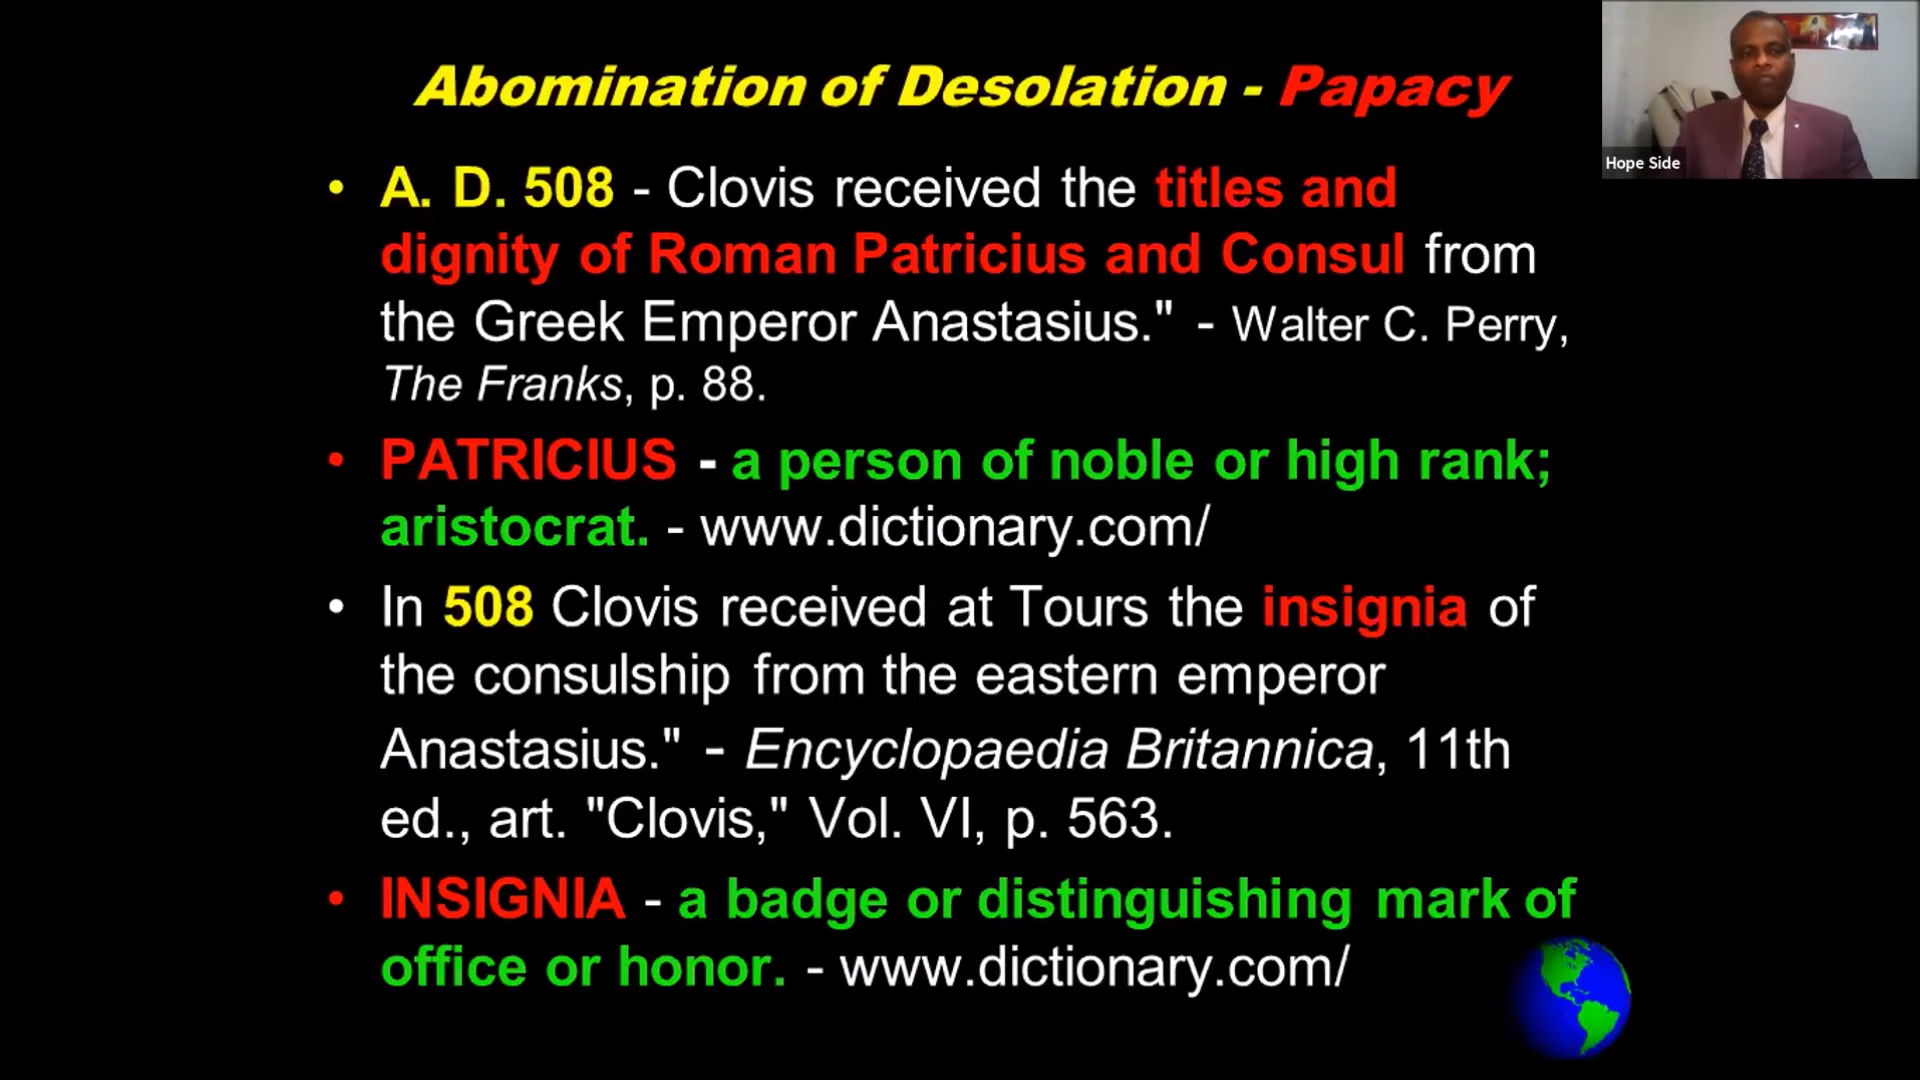 Abomination of Desolation - Papacy
Hope Side
• A. D. 508 - Clovis received the titles and
dignity of Roman Patricius and Consul from
the Greek Emperor Anastasius." - Walter C. Perry,
The Franks, p. 88.
• PATRICIUS - a person of noble or high rank;
aristocrat. - www.dictionary.com/
• In 508 Clovis received at Tours the insignia of
the consulship from the eastern emperor
Anastasius." - Encyclopaedia Britannica, 11th
ed., art. "Clovis," Vol. VI, p. 563.
• INSIGNIA - a badge or distinguishing mark of
office or honor. - www.dictionary.com/